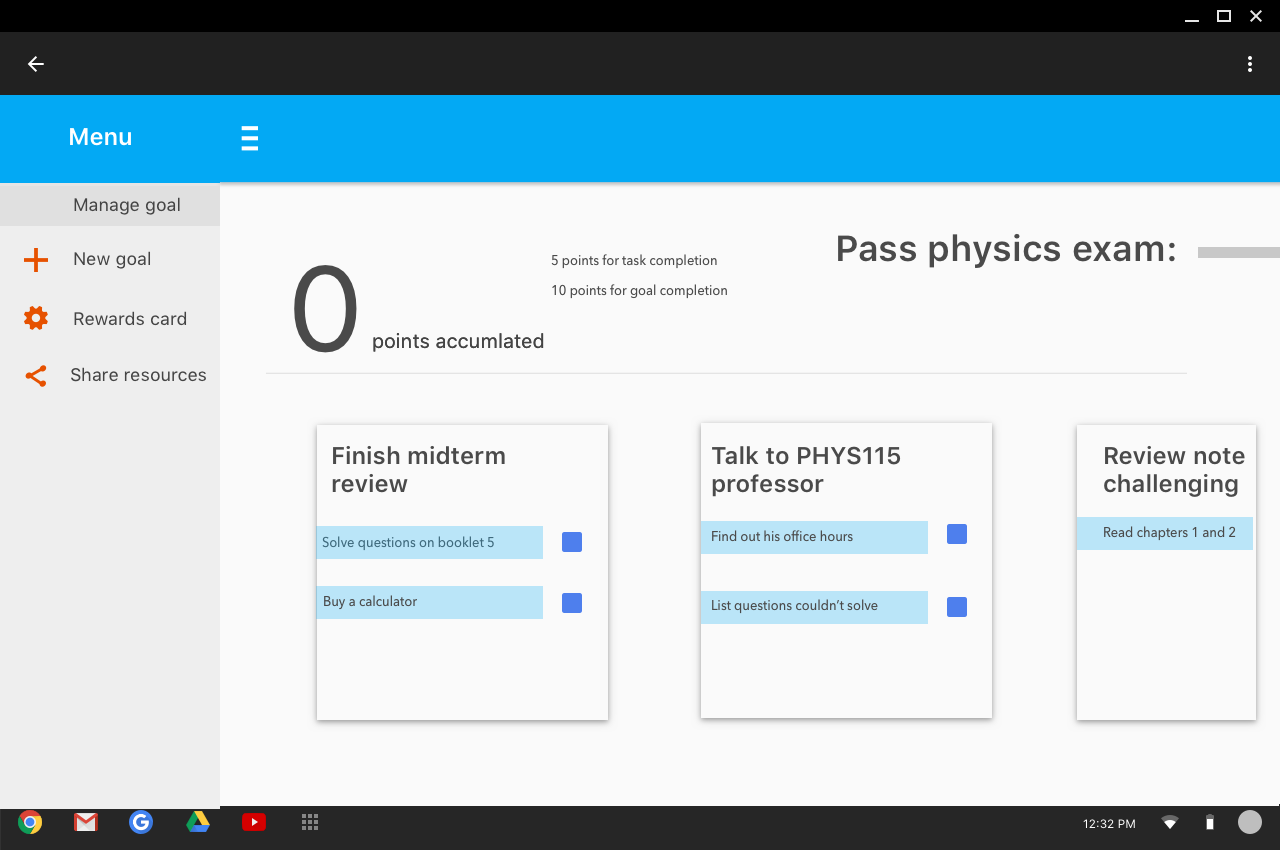 Menu
Manage goal
New goal
Rewards card
Share resources
Pass physics exam:
5 points for task completion
10 points for goal completion
0 points accumlated
Finish midterm
review
Solve questions on booklet 5
Buy a calculator
Talk to PHYS115
professor
Find out his office hours
List questions couldn't solve
Review note
challenging
Read chapters 1 and 2
12:32 PM